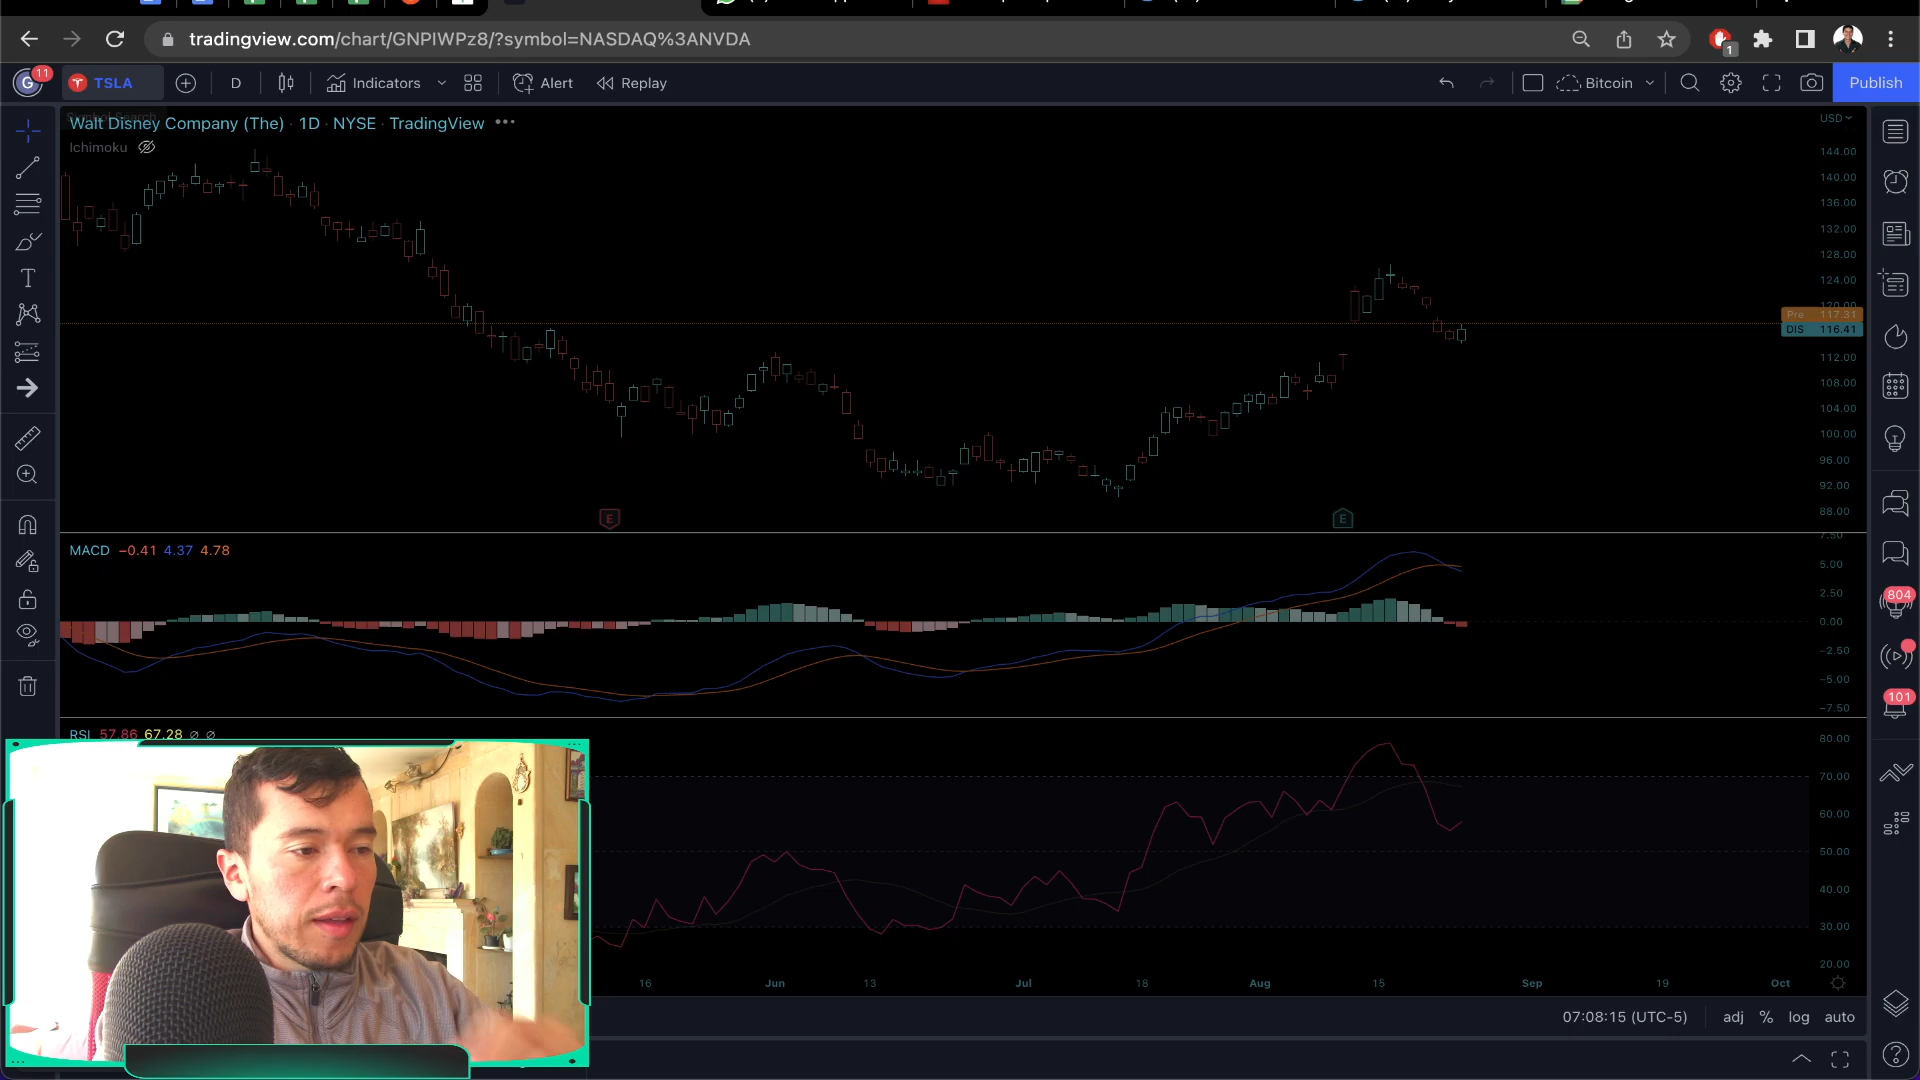 tradingview.com/chart/GNPIWPz8/?symbol=NASDAQ%3ANVDA
1
G 11 TSLA D Indicators Alert Replay Bitcoin Publish
Walt Disney Company (The) · 1D · NYSE · TradingView
USD
Ichimoku
144.00
140.00
136.00
132.00
128.00
124.00
120.00
Pre 117.31
DIS 116.41
112.00
108.00
104.00
100.00
96.00
92.00
88.00
E E
MACD −0.41 4.37 4.78
7.50
5.00
2.50
0.00
−2.50
−5.00
−7.50
804
101
RSI 57.86 67.28 ∅ ∅
80.00
70.00
60.00
50.00
40.00
30.00
20.00
16 Jun 13 Jul 18 Aug 15 Sep 19 Oct
07:08:15 (UTC-5) adj % log auto